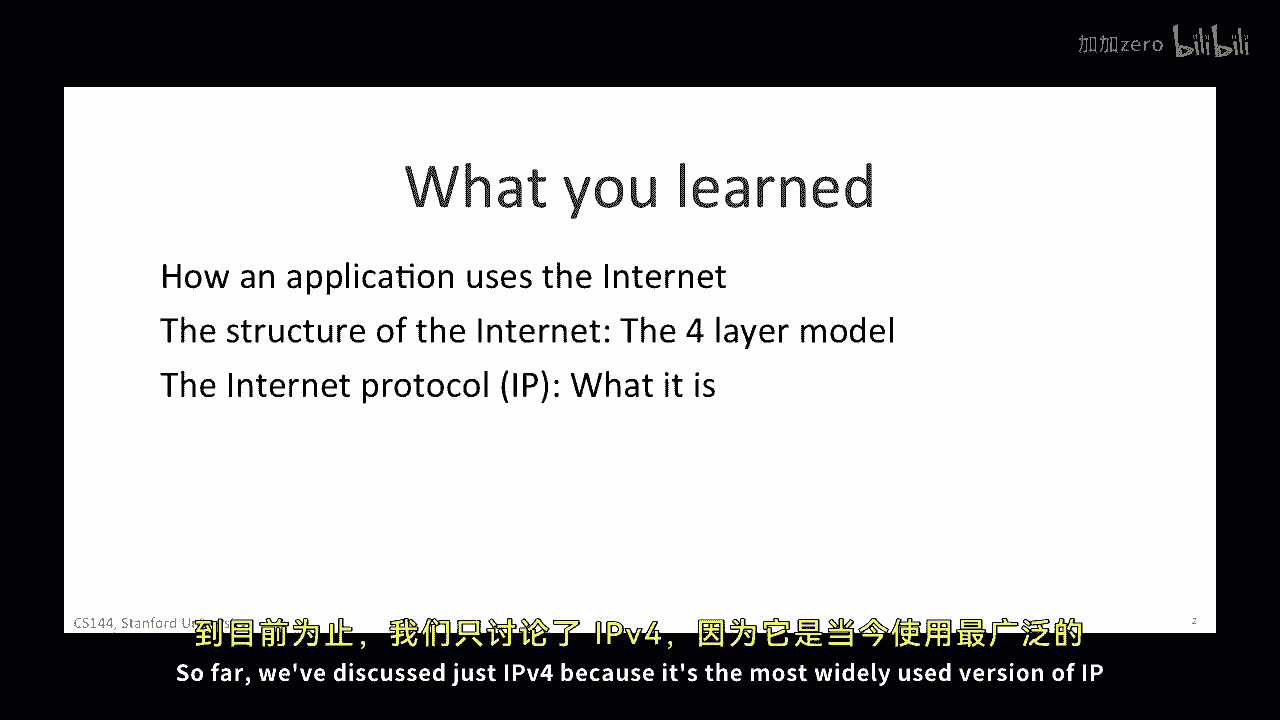 加加zero bilibili
What you learned
How an application uses the Internet
The structure of the Internet: The 4 layer model
The Internet protocol (IP): What it is
CS144, Stanford
2
到目前为止，我们只讨论了 IPv4，因为它是当今使用最广泛的
So far, we've discussed just IPv4 because it's the most widely used version of IP